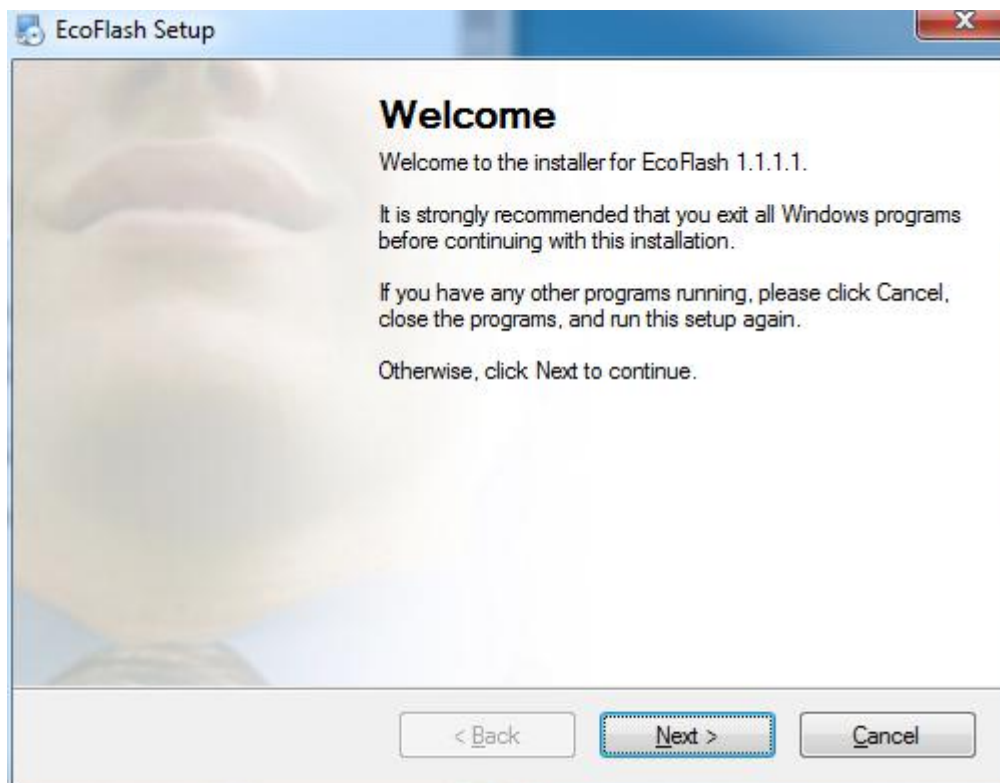 EcoFlash Setup
Welcome
Welcome to the installer for EcoFlash 1.1.1.1.
It is strongly recommended that you exit all Windows programs
before continuing with this installation.
If you have any other programs running, please click Cancel,
close the programs, and run this setup again.
Otherwise, click Next to continue.
< Back
Next >
Cancel